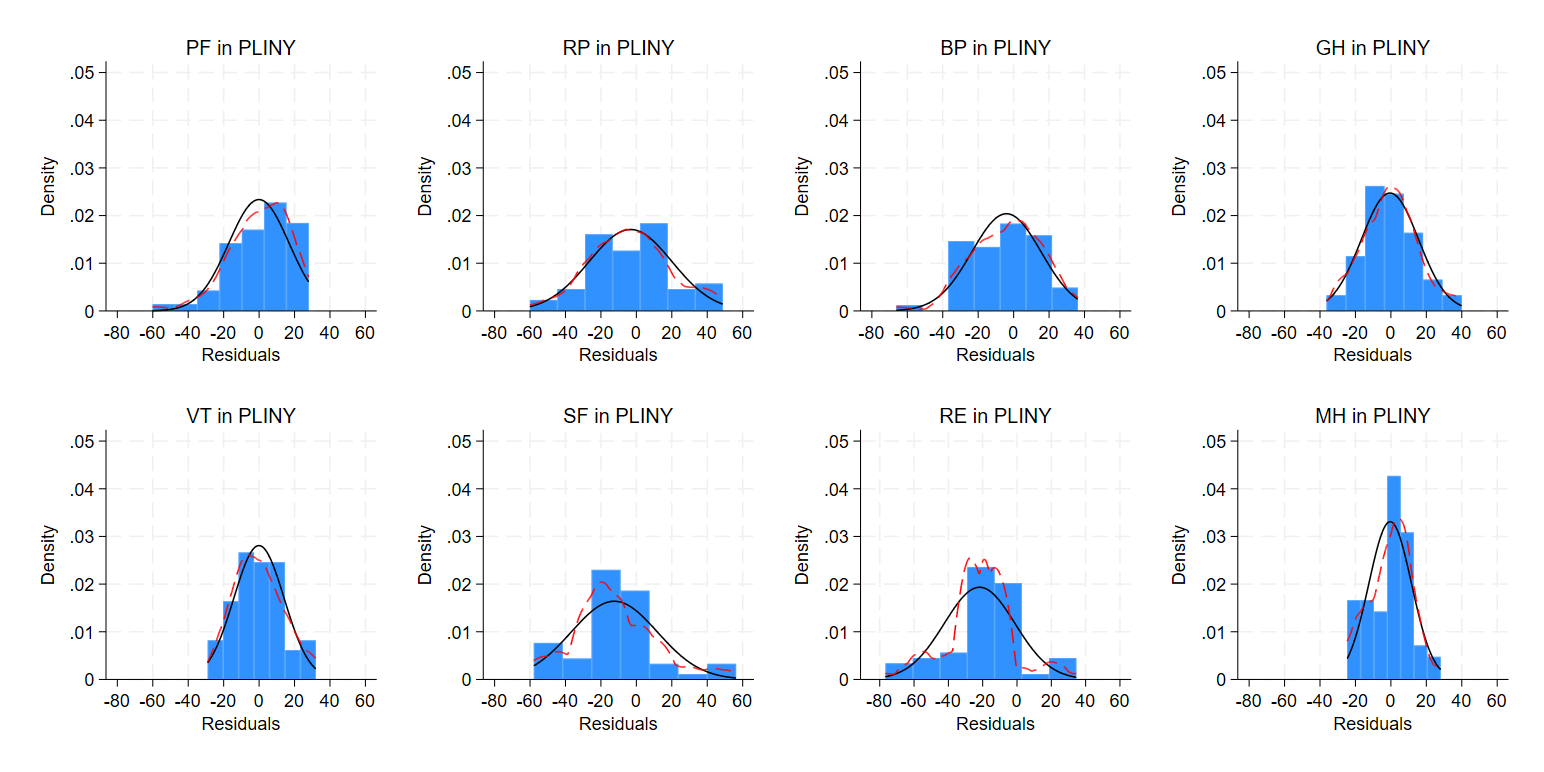 PF in PLINY
RP in PLINY
BP in PLINY
GH in PLINY
.05
.04
.03
.02
.01
0
Density
-80 -60 -40 -20 0 20 40 60
Residuals
.05
.04
.03
.02
.01
0
Density
-80 -60 -40 -20 0 20 40 60
Residuals
.05
.04
.03
.02
.01
0
Density
-80 -60 -40 -20 0 20 40 60
Residuals
.05
.04
.03
.02
.01
0
Density
-80 -60 -40 -20 0 20 40 60
Residuals
VT in PLINY
SF in PLINY
RE in PLINY
MH in PLINY
.05
.04
.03
.02
.01
0
Density
-80 -60 -40 -20 0 20 40 60
Residuals
.05
.04
.03
.02
.01
0
Density
-80 -60 -40 -20 0 20 40 60
Residuals
.05
.04
.03
.02
.01
0
Density
-80 -60 -40 -20 0 20 40 60
Residuals
.05
.04
.03
.02
.01
0
Density
-80 -60 -40 -20 0 20 40 60
Residuals